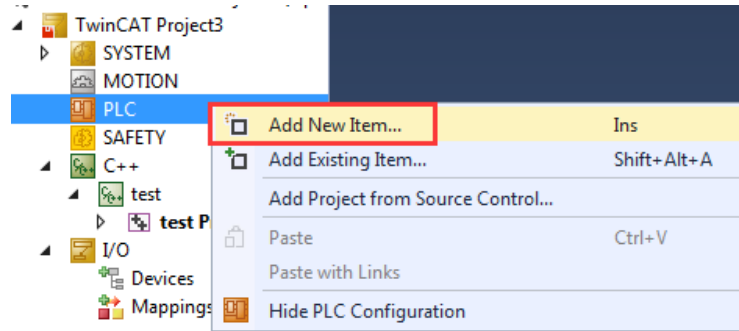 TwinCAT Project3
SYSTEM
MOTION
PLC
Add New Item... Ins
SAFETY
Add Existing Item... Shift+Alt+A
C++
test
Add Project from Source Control...
test P
Paste Ctrl+V
I/O
Devices
Paste with Links
Mappings
Hide PLC Configuration